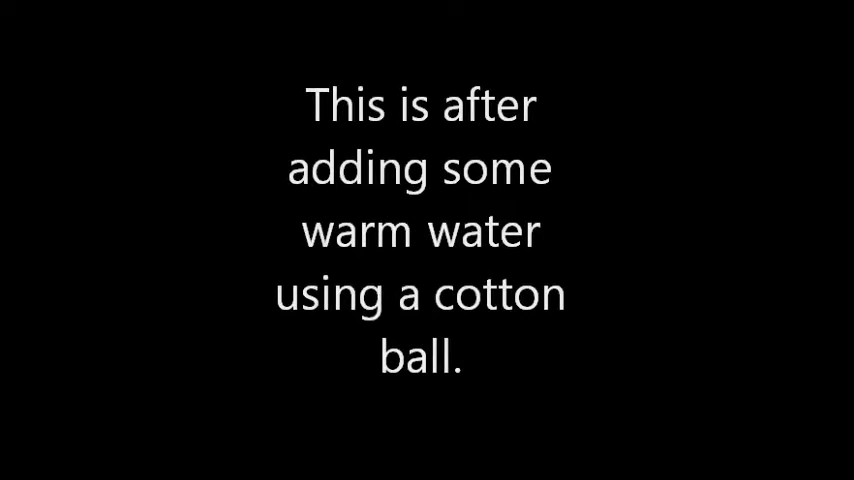 This is after
adding some
warm water
using a cotton
ball.